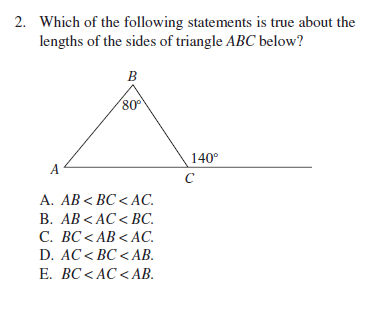 2. Which of the following statements is true about the
lengths of the sides of triangle ABC below?
B
80°
140°
A
C
A. AB < BC < AC.
B. AB < AC < BC.
C. BC < AB < AC.
D. AC < BC < AB.
E. BC < AC < AB.